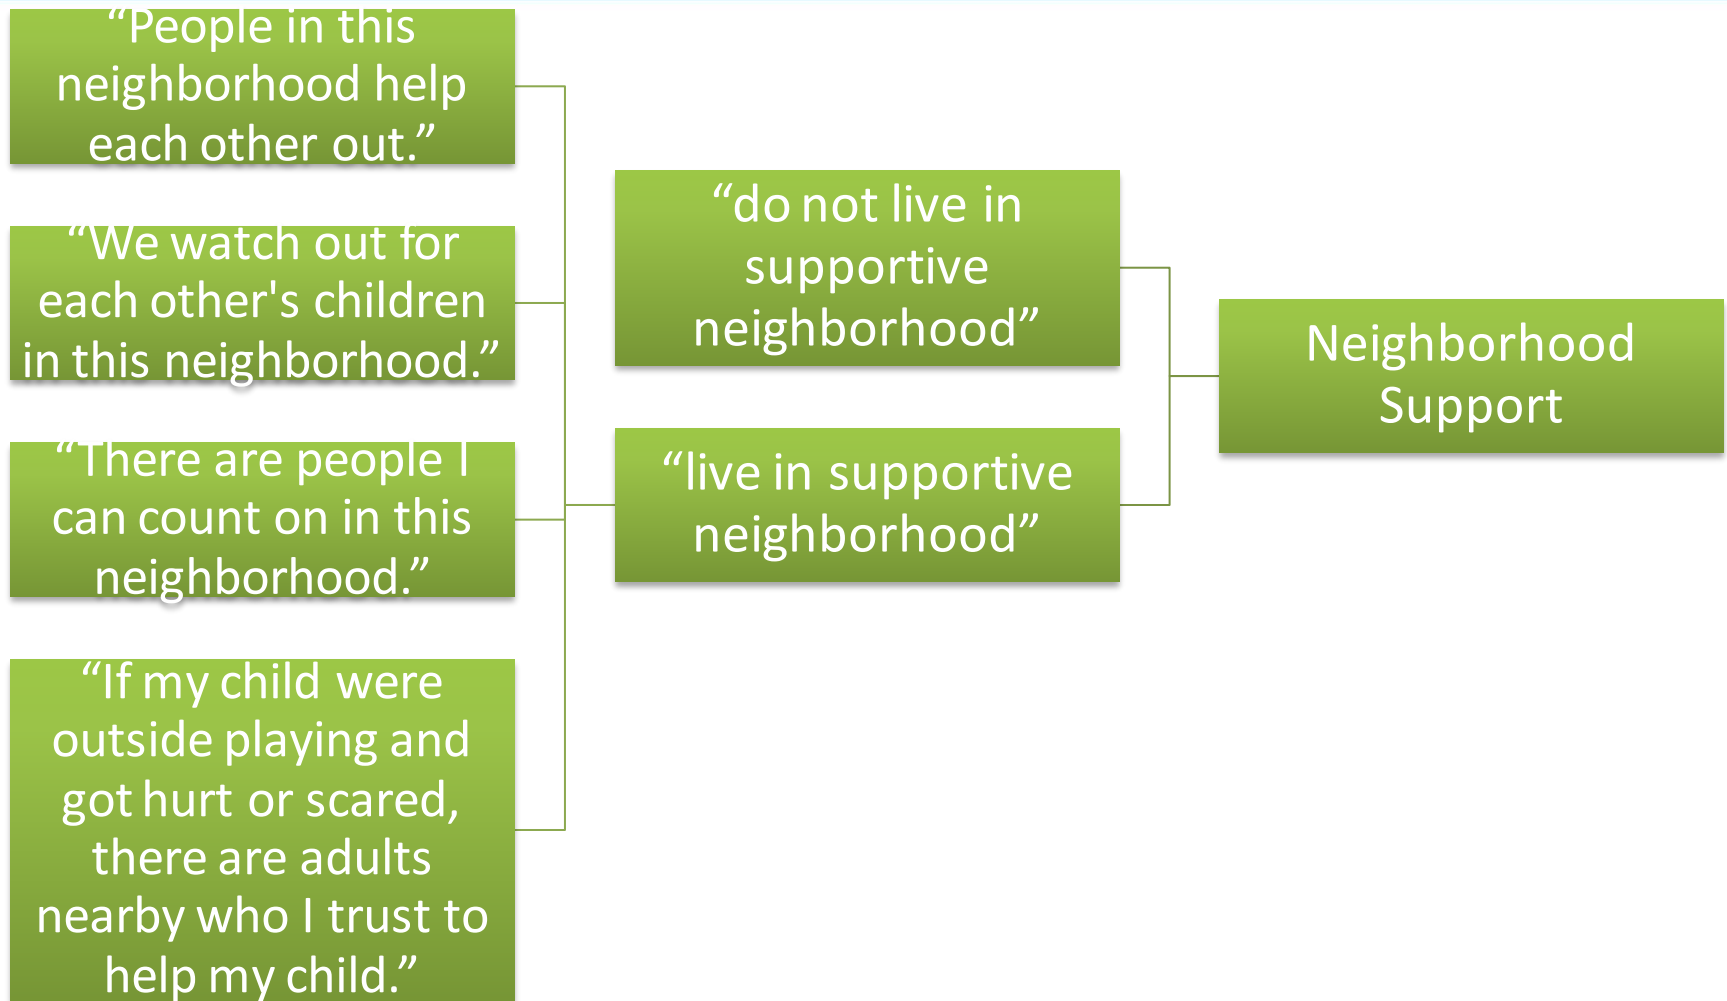 “People in this
neighborhood help
each other out.”
“We watch out for
each other's children
in this neighborhood.”
“There are people I
can count on in this
neighborhood.”
“If my child were
outside playing and
got hurt or scared,
there are adults
nearby who I trust to
help my child.”
“do not live in
supportive
neighborhood”
“live in supportive
neighborhood”
Neighborhood
Support